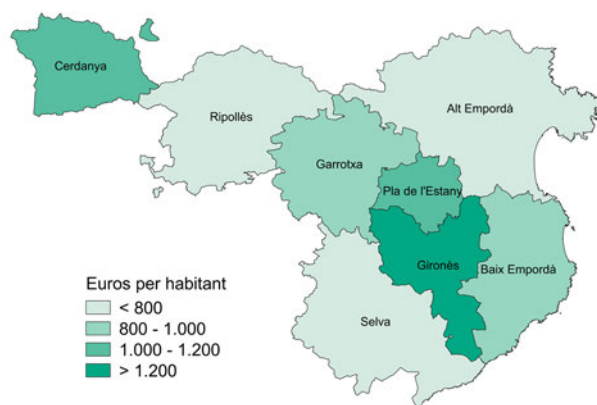 Cerdanya
Ripollès
Alt Empordà
Garrotxa
Pla de l'Estany
Gironès
Baix Empordà
Selva
Euros per habitant
< 800
800 - 1.000
1.000 - 1.200
> 1.200